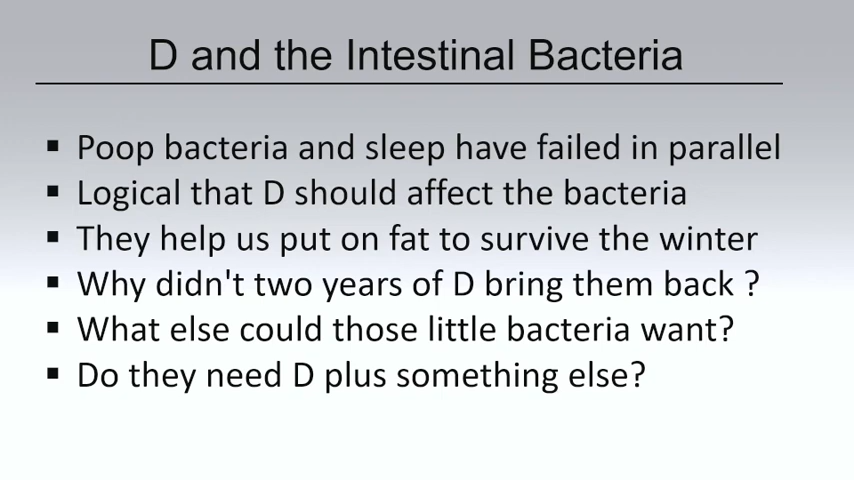 D and the Intestinal Bacteria
▪ Poop bacteria and sleep have failed in parallel
▪ Logical that D should affect the bacteria
▪ They help us put on fat to survive the winter
▪ Why didn't two years of D bring them back ?
▪ What else could those little bacteria want?
▪ Do they need D plus something else?